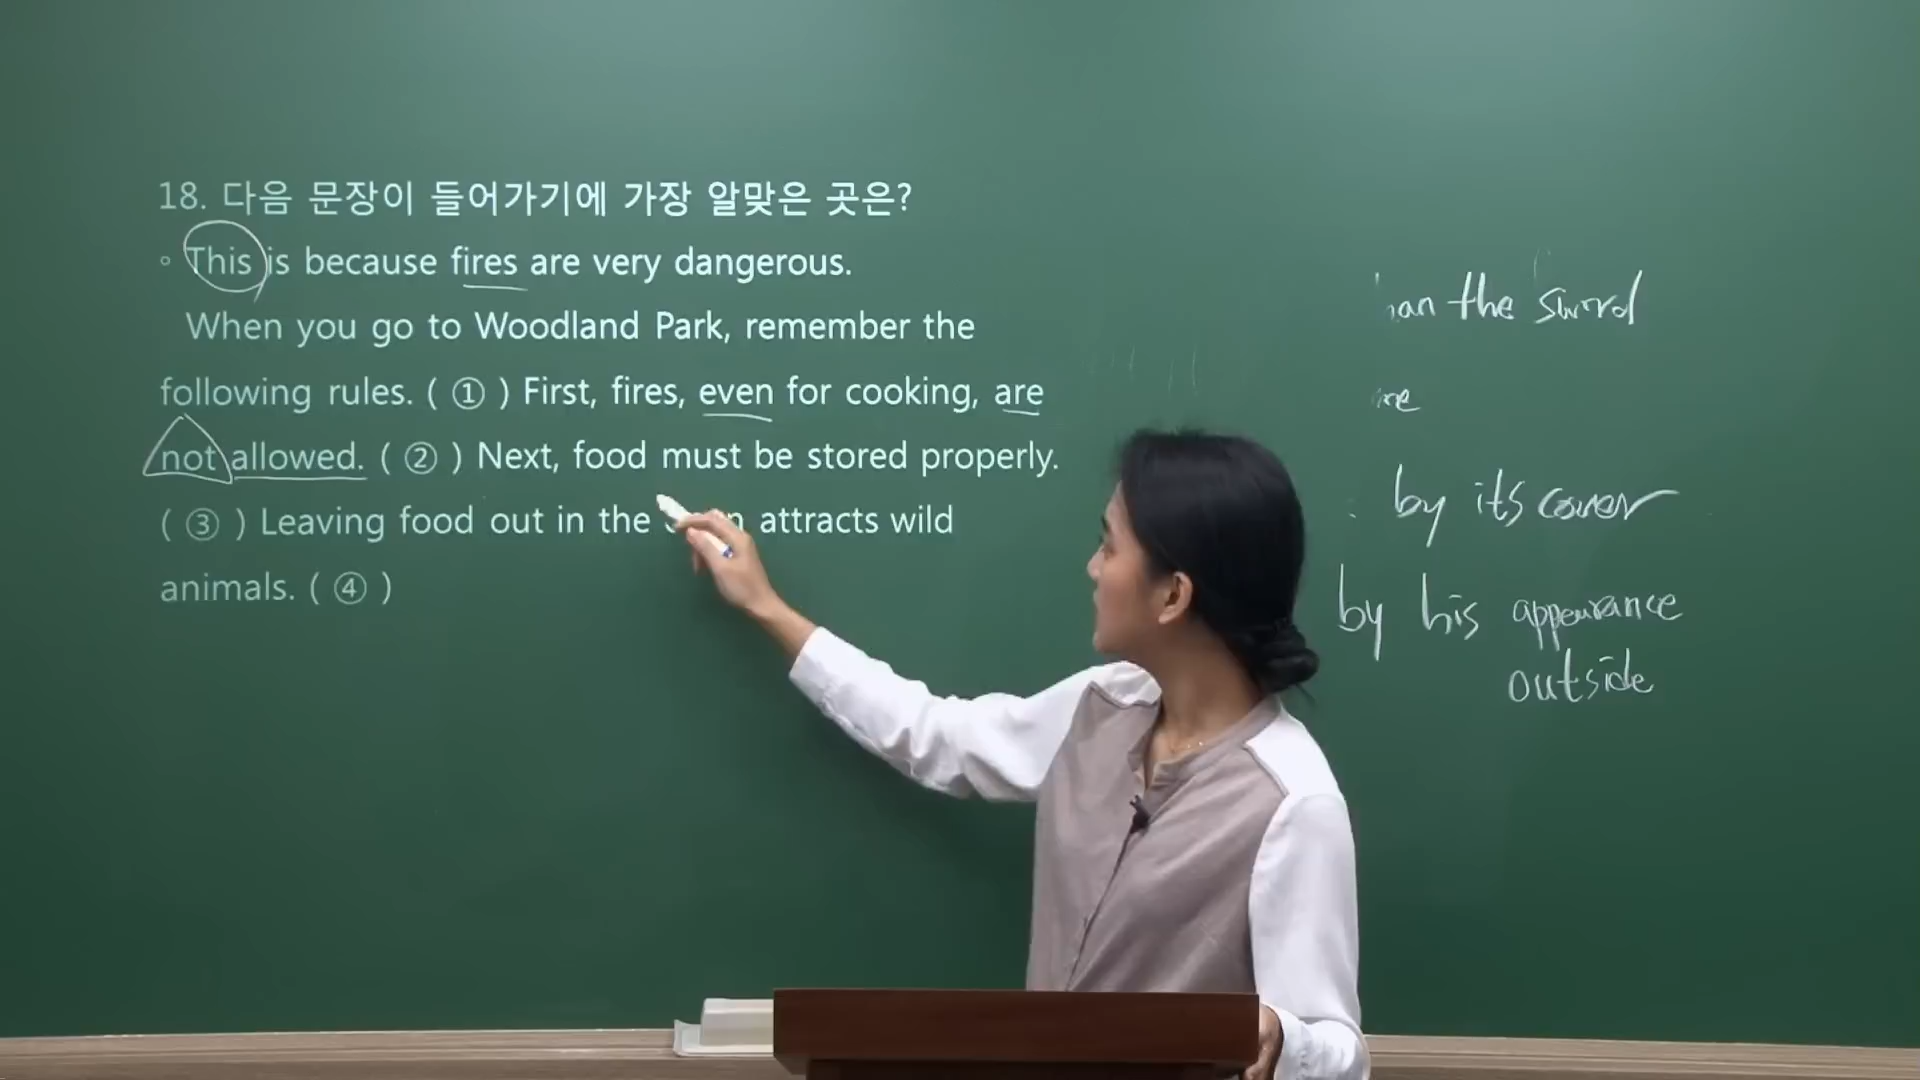 18. 다음 문장이 들어가기에 가장 알맞은 곳은?
◦ This is because fires are very dangerous.
When you go to Woodland Park, remember the
following rules. ( ① ) First, fires, even for cooking, are
not allowed. ( ② ) Next, food must be stored properly.
( ③ ) Leaving food out in the attracts wild
animals. ( ④ )
the sword
by its cover
by his appearance
outside